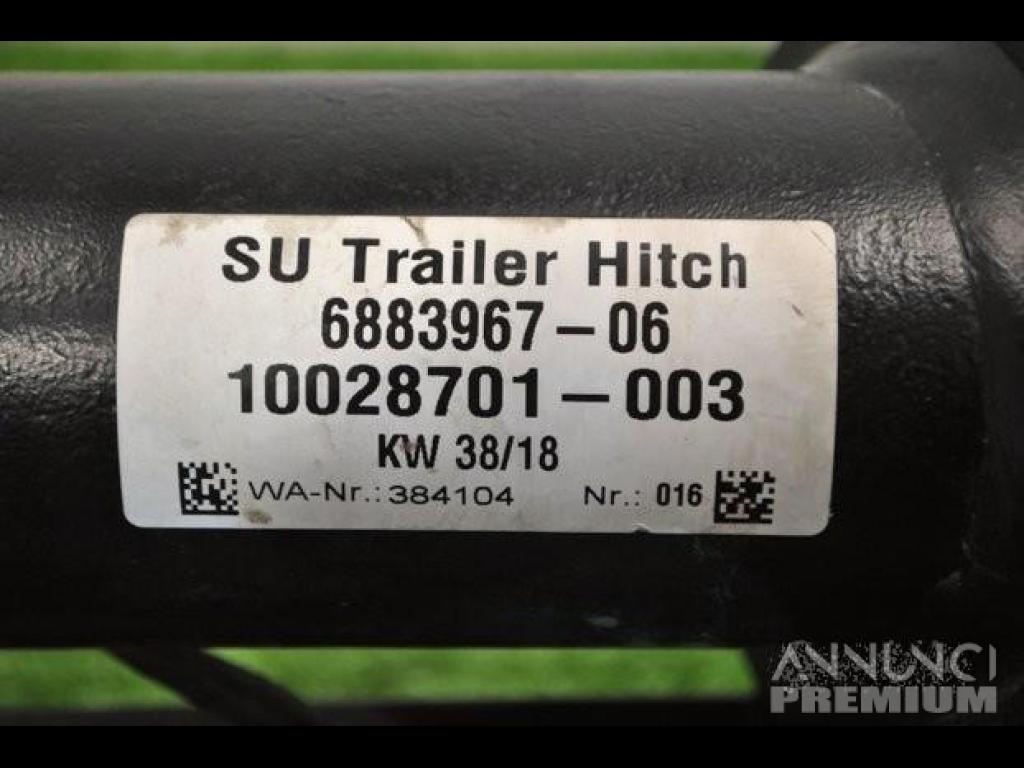 SU Trailer Hitch
6883967-06
10028701-003
KW 38/18
WA-Nr.: 384104 Nr.: 016
ANNUNCI
PREMIUM